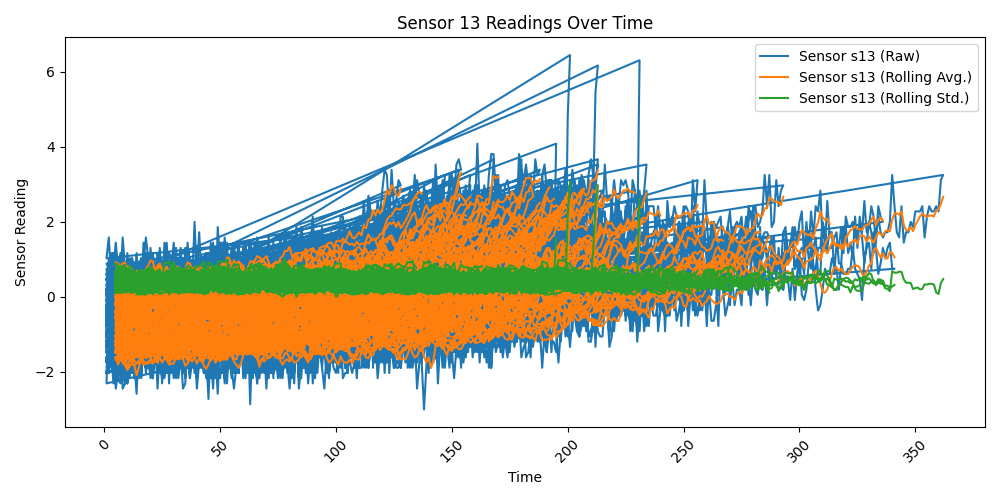 Sensor 13 Readings Over Time
Sensor s13 (Raw)
Sensor s13 (Rolling Avg.)
Sensor s13 (Rolling Std.)
Sensor Reading
6
4
2
0
−2
0
50
100
150
200
250
300
350
Time